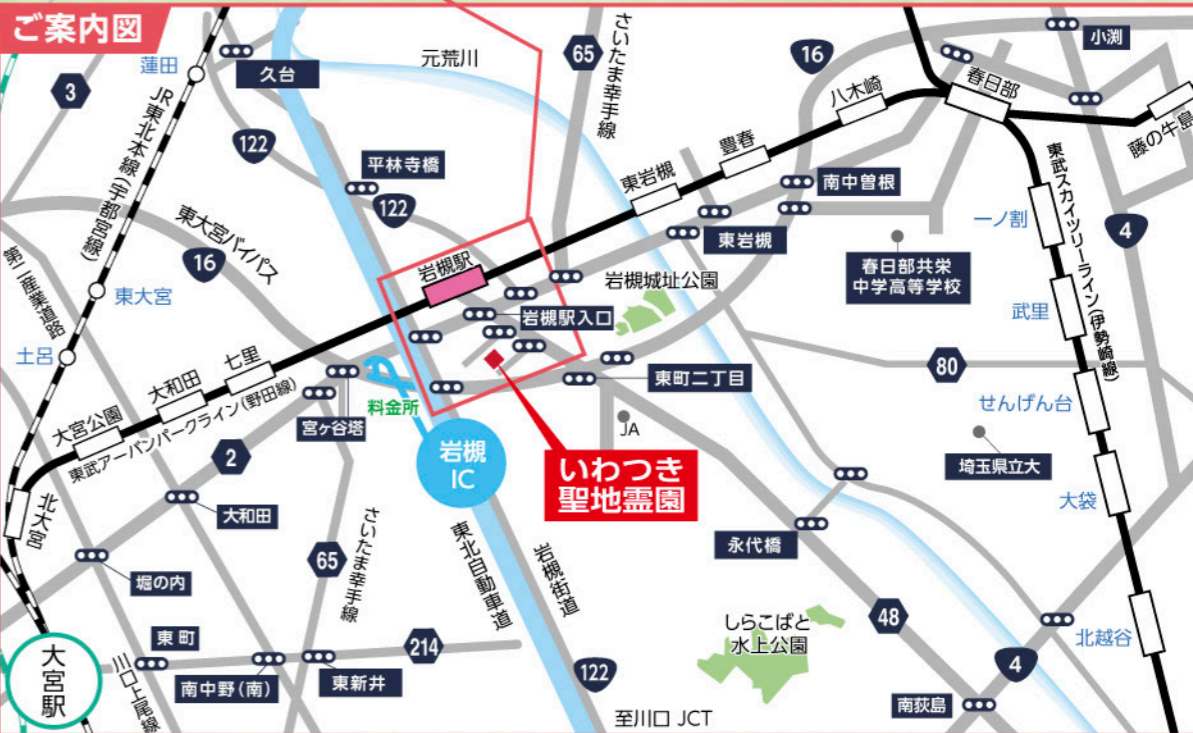 ご案内図
蓮田
3
JR東北本線(宇都宮線)
久台
元荒川
65
さいたま幸手線
16
小渕
春日部
八木崎
藤の牛島
122
平林寺橋
122
豊春
東岩槻
南中曽根
東岩槻
東武スカイツリーライン(伊勢崎線)
一ノ割
4
東大宮バイパス
16
第二産業道路
東大宮
岩槻駅
岩槻城址公園
春日部共栄
中学高等学校
武里
岩槻駅入口
土呂
七里
大和田
大宮公園
東武アーバンパークライン(野田線)
宮ヶ谷塔
料金所
東町二丁目
80
せんげん台
JA
岩槻
IC
いわつき
聖地霊園
埼玉県立大
大袋
2
北大宮
大和田
堀の内
65
さいたま幸手線
東北自動車道
岩槻街道
永代橋
しらこばと
水上公園
48
北越谷
4
大宮駅
東町
川口上尾線
南中野(南)
東新井
214
122
至川口 JCT
南荻島